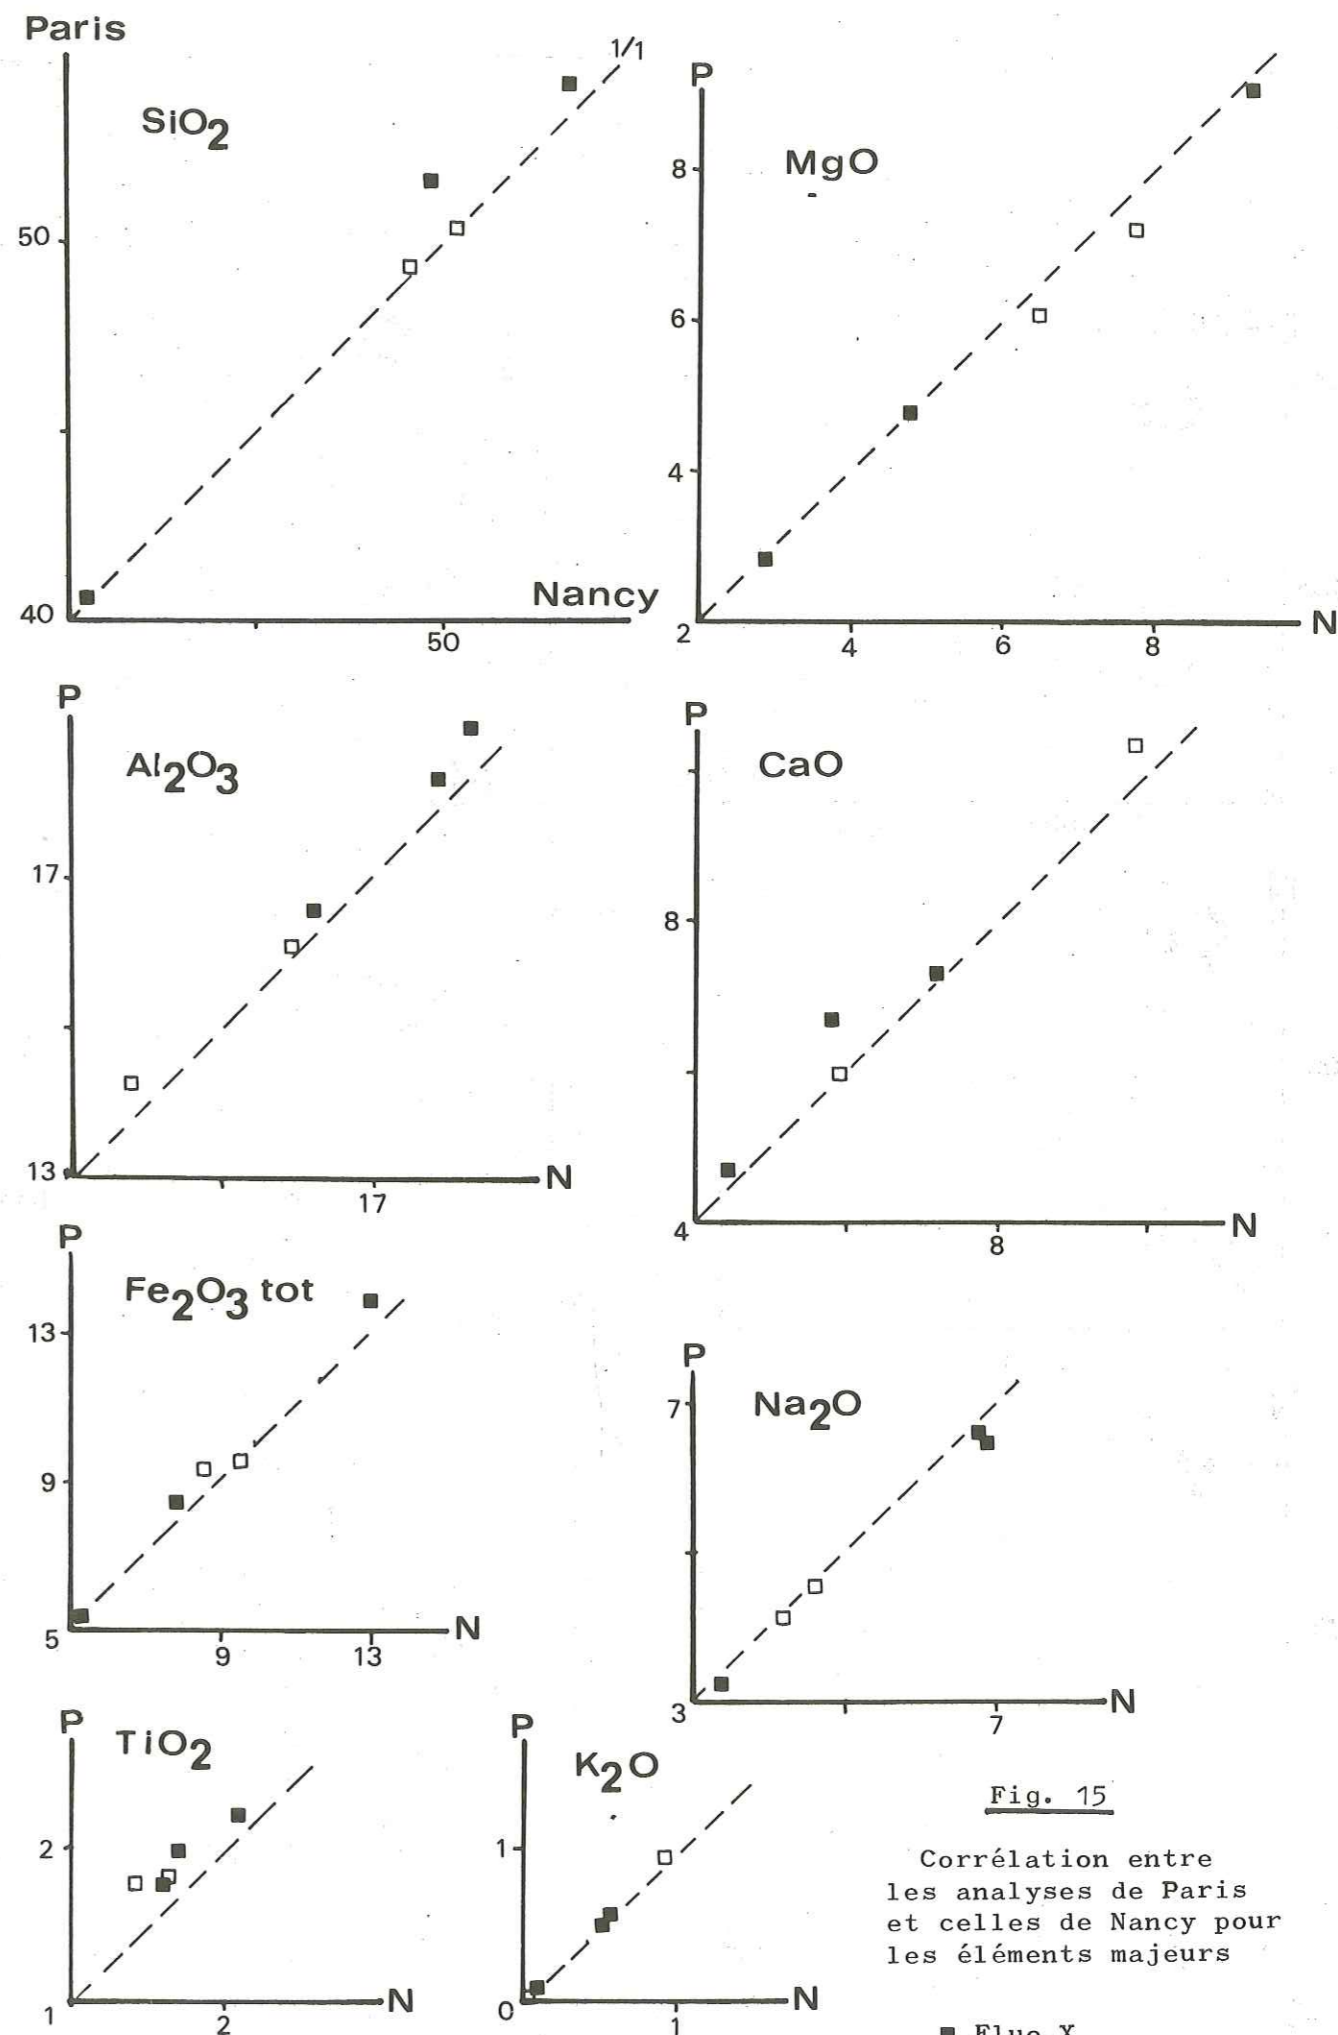 Paris
1/1
SiO2
50
40
Nancy
50
P
MgO
8
6
4
2
4
6
8
N
P
Al2O3
17
13
17
N
P
CaO
8
4
8
N
P
Fe2O3 tot
13
9
5
9
13
N
P
Na2O
7
3
7
N
P
TiO2
2
1
2
N
P
K2O
1
0
1
N
Fig. 15
Corrélation entre
les analyses de Paris
et celles de Nancy pour
les éléments majeurs
■ Fluo X